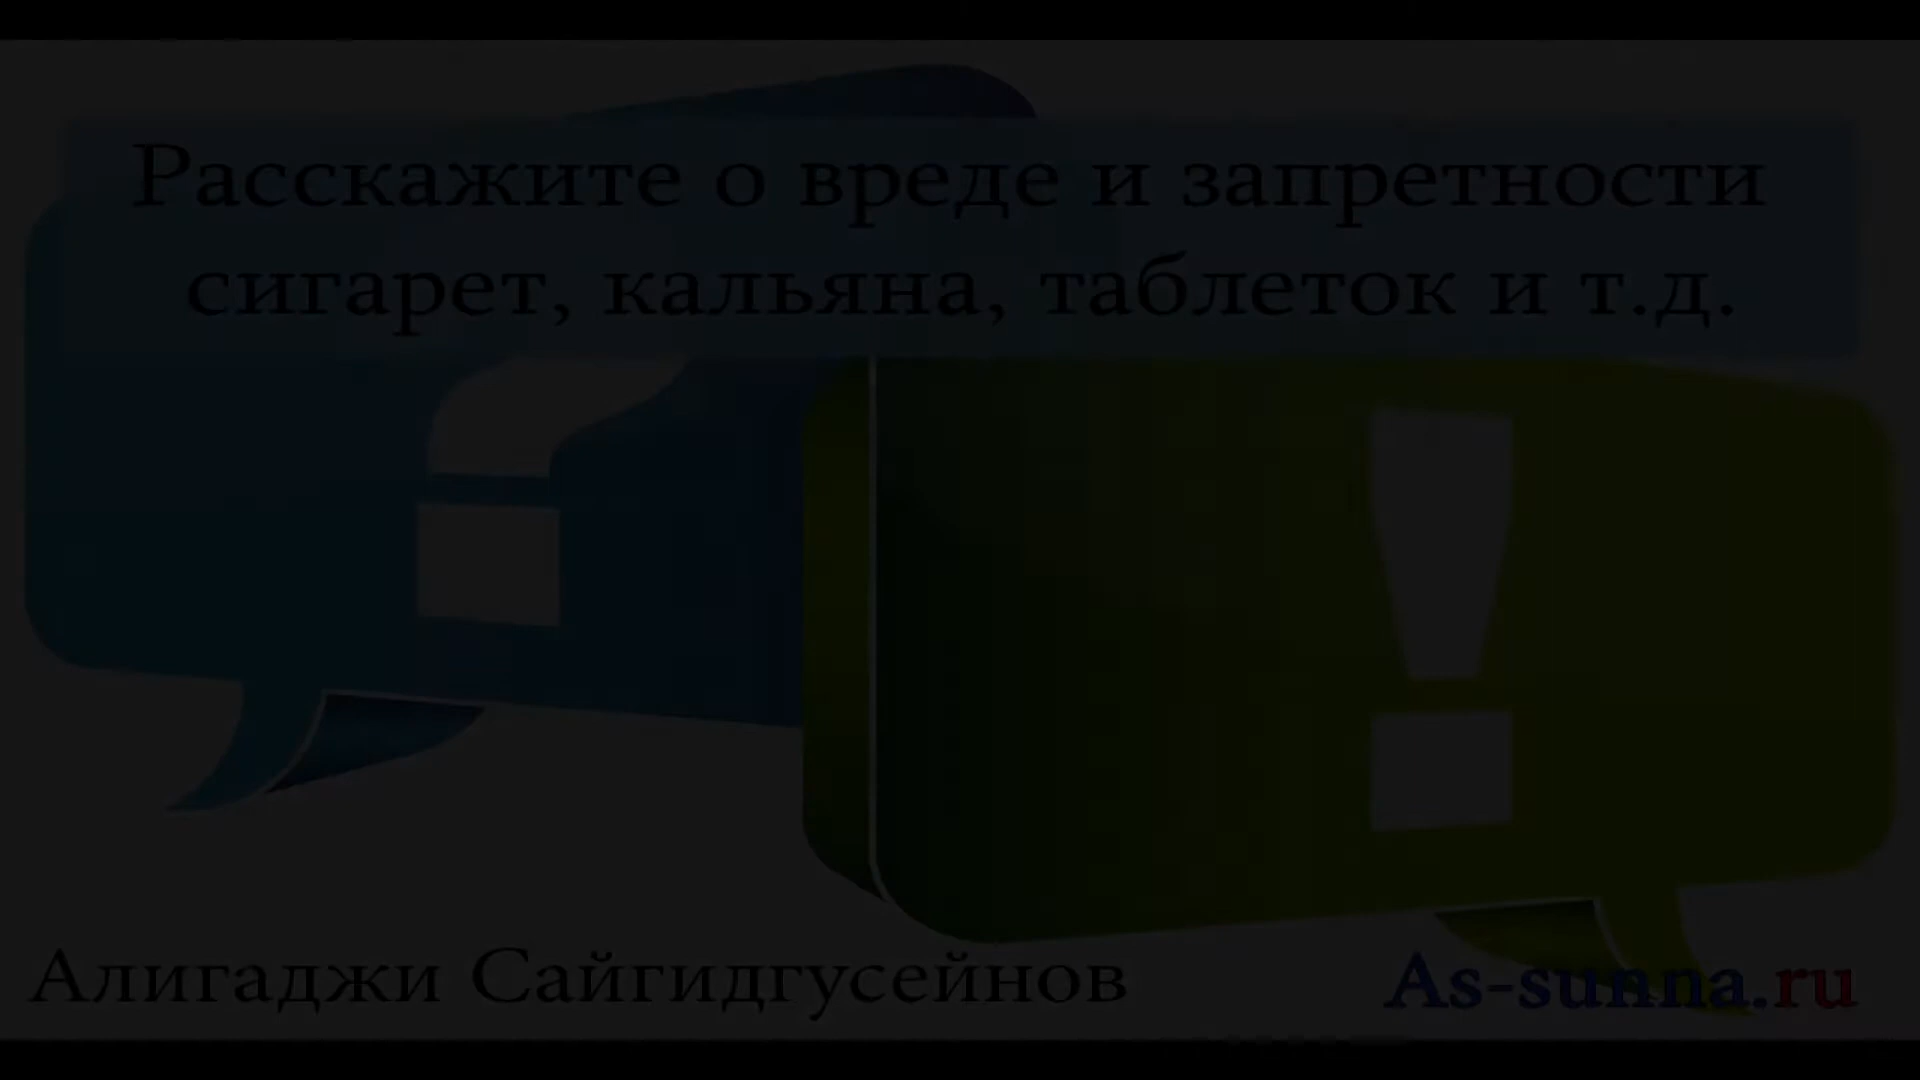 Расскажите о вреде и запретности
сигарет, кальяна, таблеток и т.д.
Алигаджи Сайгидгусейнов
As-sunna.ru